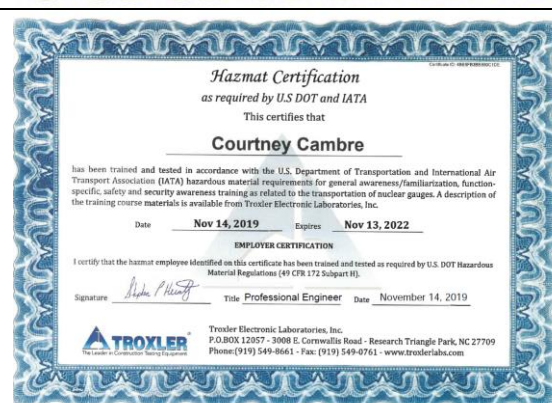 Hazmat Certification
as required by U.S DOT and IATA
This certifies that
Courtney Cambre
has been trained and tested in accordance with the U.S. Department of Transportation and International Air
Transport Association (IATA) hazardous material requirements for general awareness/familiarization, function-
specific, safety and security awareness training as related to the transportation of nuclear gauges. A description of
the training course materials is available from Troxler Electronic Laboratories, Inc.
Date Nov 14, 2019 Expires Nov 13, 2022
EMPLOYER CERTIFICATION
I certify that the hazmat employee identified on this certificate has been trained and tested as required by U.S. DOT Hazardous
Material Regulations (49 CFR 172 Subpart H).
Signature Title Professional Engineer Date November 14, 2019
TROXLER
The Leader in Construction Testing Equipment
Troxler Electronic Laboratories, Inc.
P.O.BOX 12057 - 3008 E. Cornwallis Road - Research Triangle Park, NC 27709
Phone:(919) 549-8661 - Fax: (919) 549-0761 - www.troxlerlabs.com